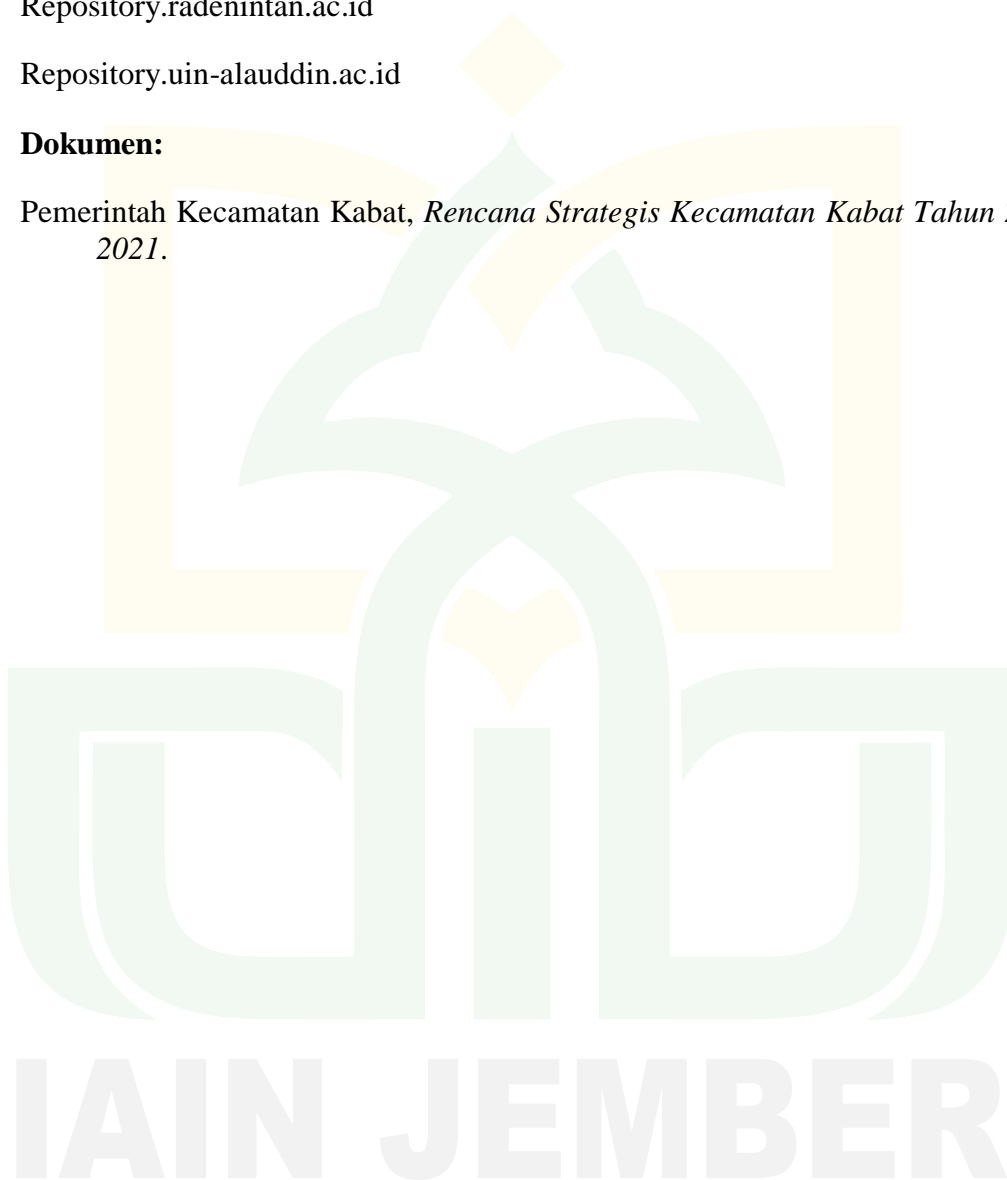 Repository.radenintan.ac.id
Repository.uin-alauddin.ac.id
Dokumen:
Pemerintah Kecamatan Kabat, Rencana Strategis Kecamatan Kabat Tahun
2021.
IAIN JEMBER